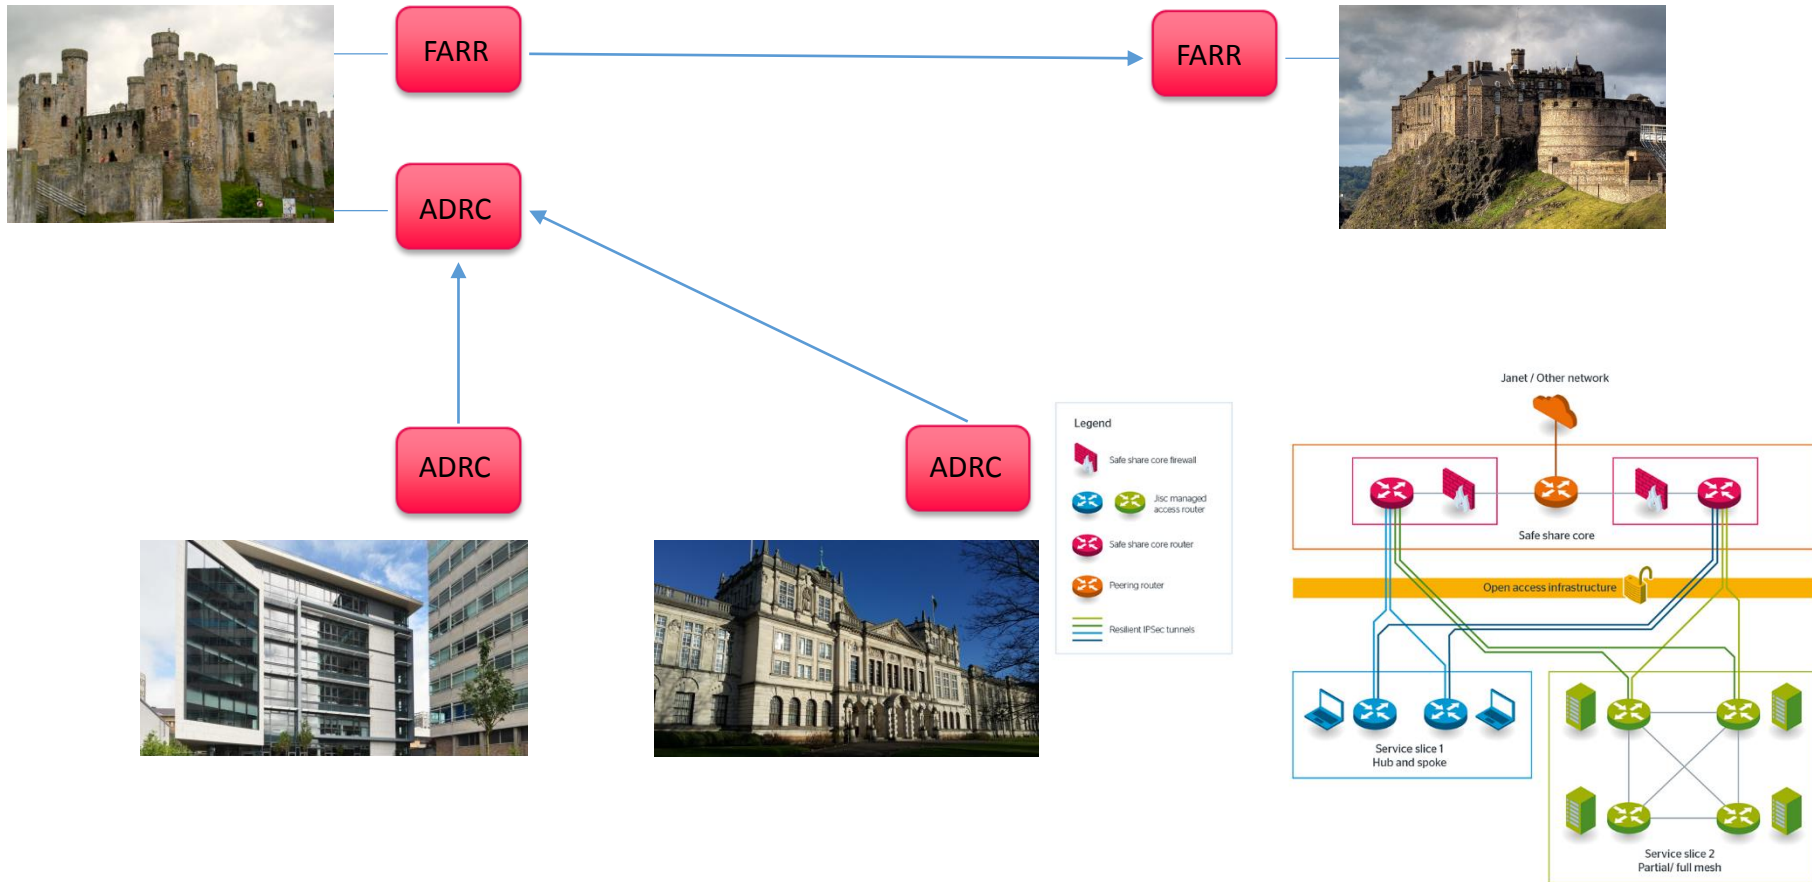 FARR
FARR
ADRC
ADRC
ADRC
Legend
Safe share core firewall
Jisc managed
access router
Safe share core router
Peering router
Resilient IPSec tunnels
Janet / Other network
Safe share core
Open access infrastructure
Service slice 1
Hub and spoke
Service slice 2
Partial/ full mesh